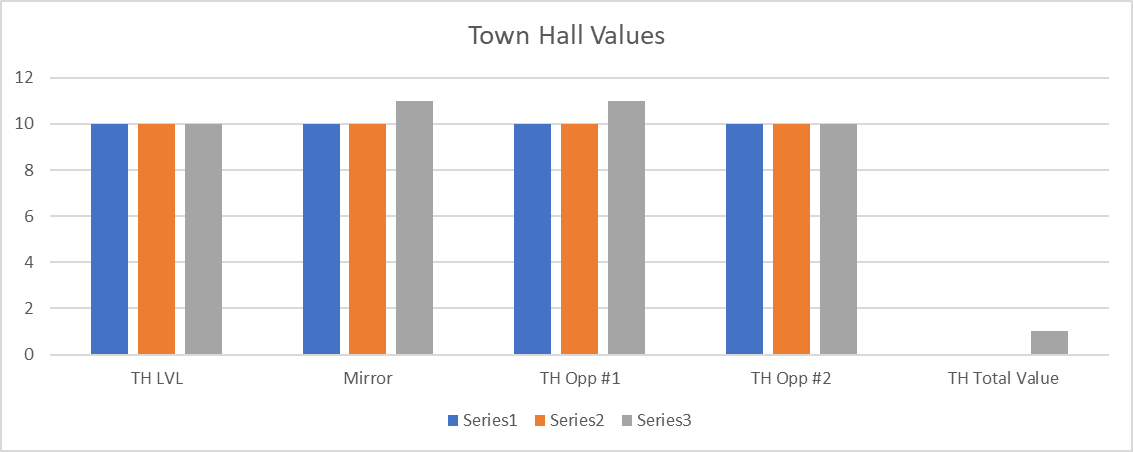 Town Hall Values
12
10
8
6
4
2
0
TH LVL Mirror TH Opp #1 TH Opp #2 TH Total Value
Series1 Series2 Series3